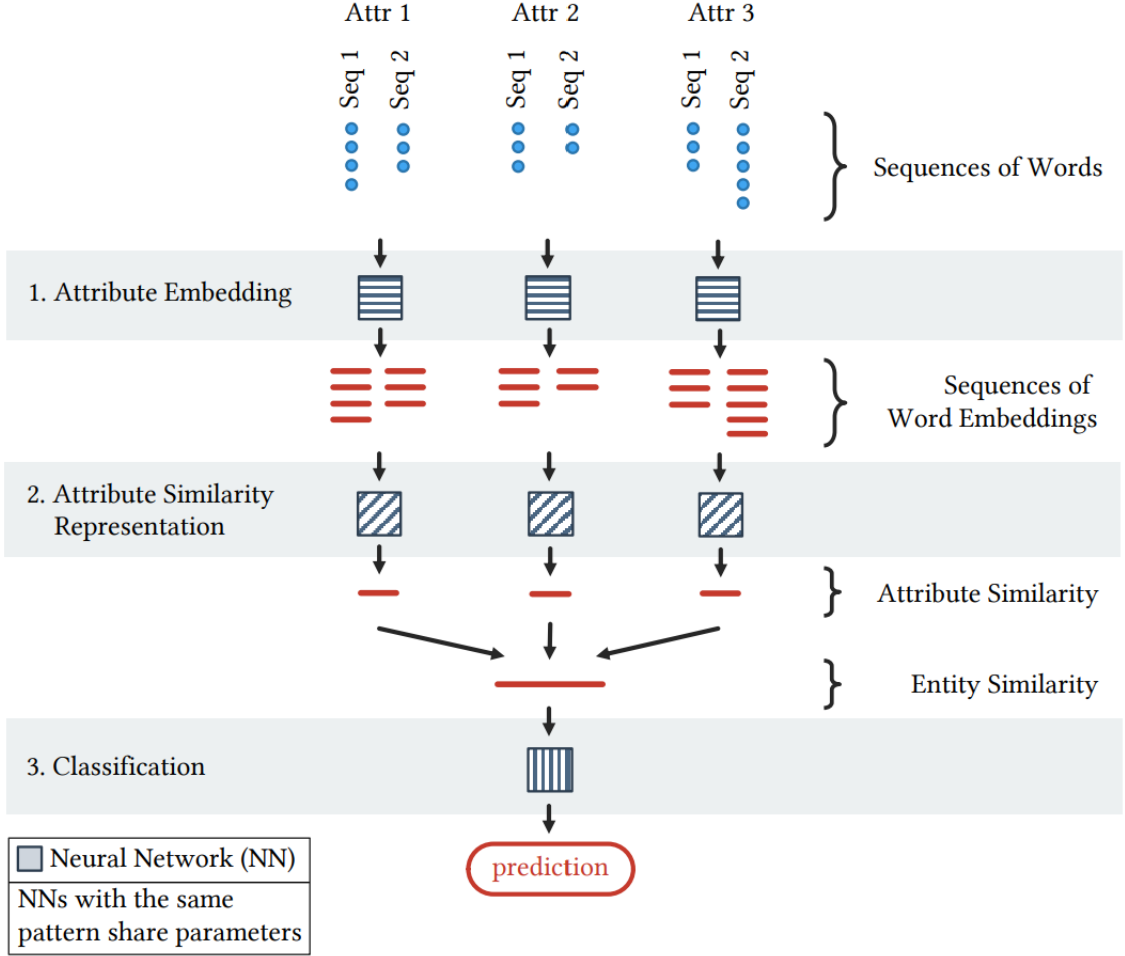 Attr 1
Attr 2
Attr 3
Seq 1
Seq 2
Seq 1
Seq 2
Seq 1
Seq 2
Sequences of Words
1. Attribute Embedding
Sequences of
Word Embeddings
2. Attribute Similarity
Representation
Attribute Similarity
Entity Similarity
3. Classification
prediction
Neural Network (NN)
NNs with the same
pattern share parameters